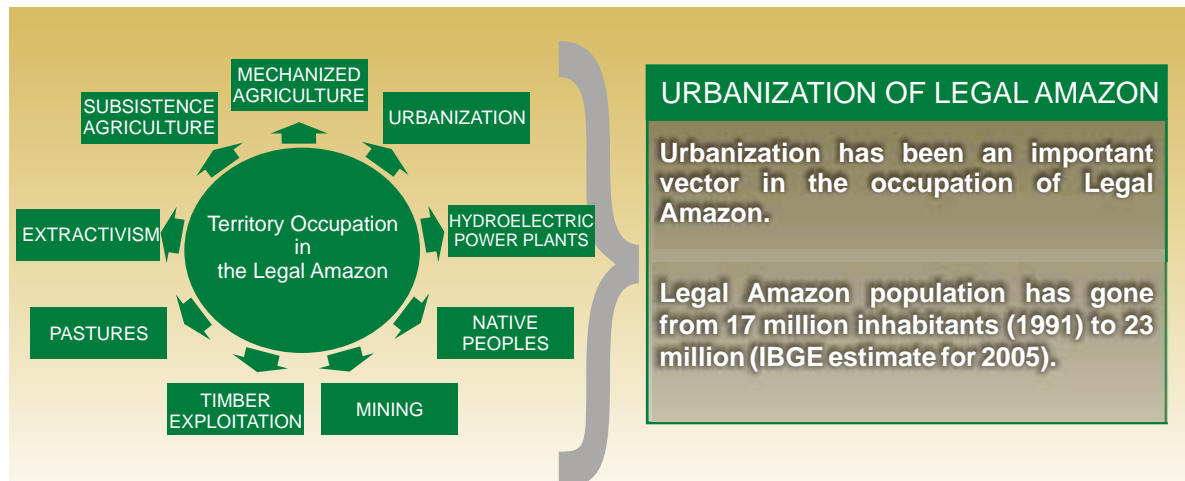 MECHANIZED
AGRICULTURE
SUBSISTENCE
AGRICULTURE
URBANIZATION
EXTRACTIVISM
Territory Occupation
in
the Legal Amazon
HYDROELECTRIC
POWER PLANTS
PASTURES
NATIVE
PEOPLES
TIMBER
EXPLOITATION
MINING
URBANIZATION OF LEGAL AMAZON
Urbanization has been an important
vector in the occupation of Legal
Amazon.
Legal Amazon population has gone
from 17 million inhabitants (1991) to 23
million (IBGE estimate for 2005).